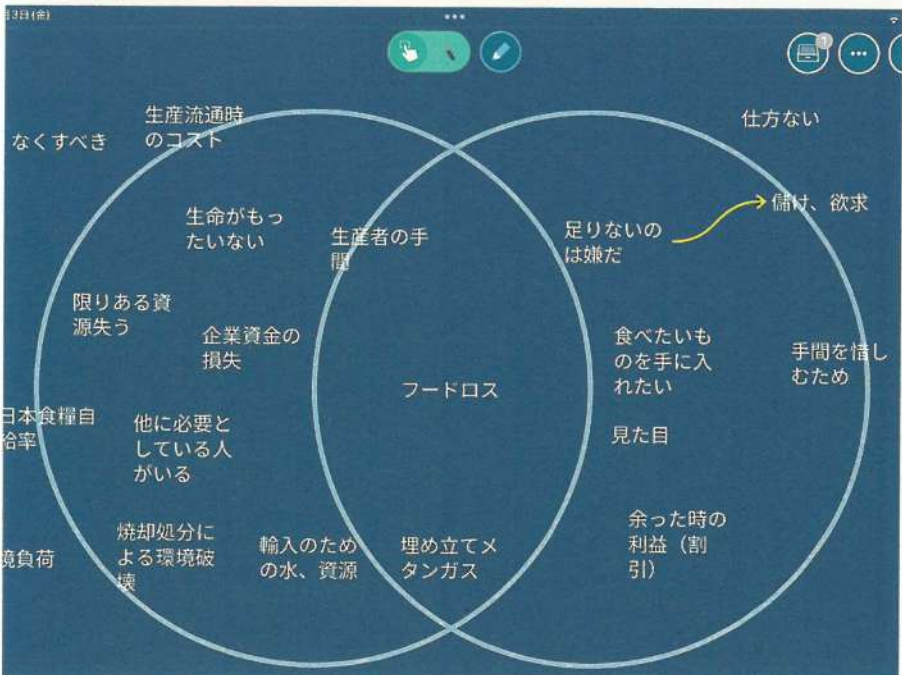 3日(金)
1
なくすべき
生産流通時
のコスト
仕方ない
生命がもっ
たいない
生産者の手
間
足りないの
は嫌だ
儲け、欲求
限りある資
源失う
企業資金の
損失
食べたいも
のを手に入
れたい
手間を惜し
むため
フードロス
日本食糧自
給率
他に必要と
している人
がいる
見た目
焼却処分に
よる環境破
壊
境負荷
輸入のため
の水、資源
埋め立てメ
タンガス
余った時の
利益（割
引）